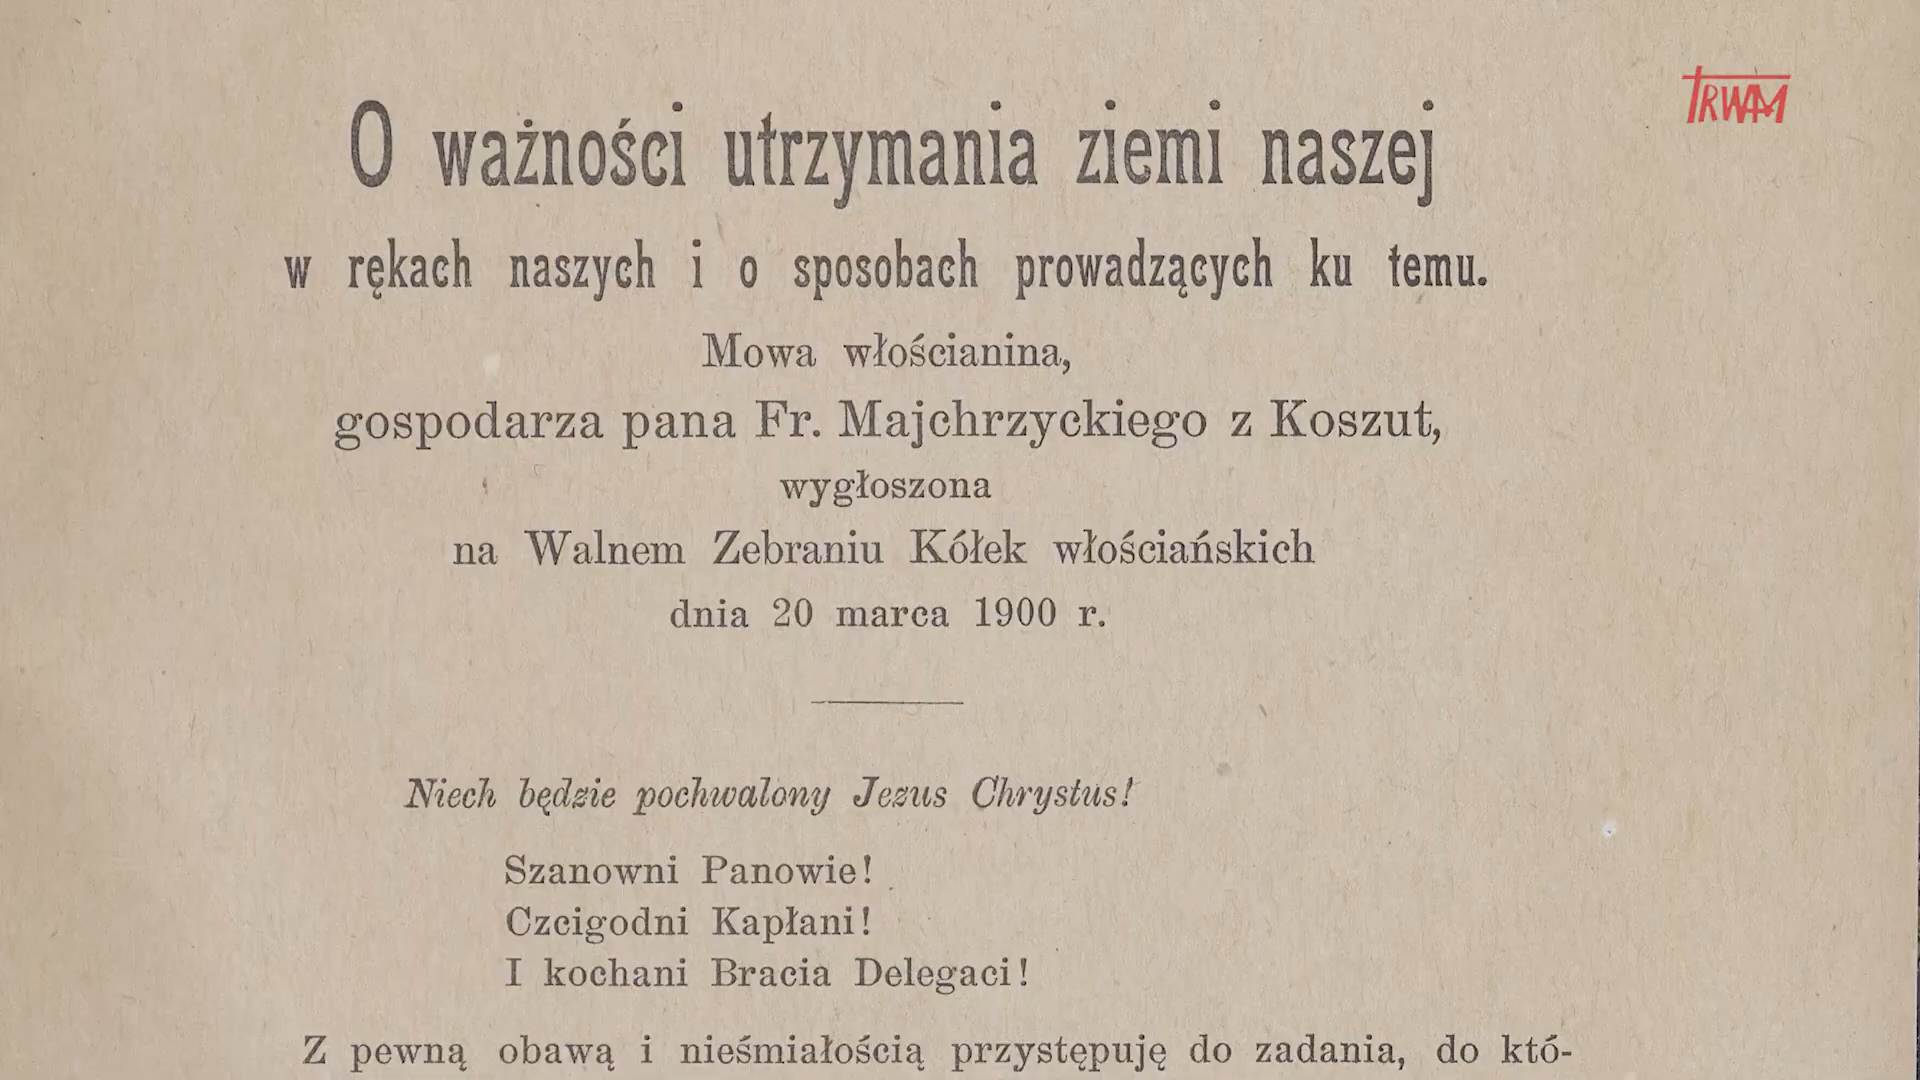 TRWAM
O ważności utrzymania ziemi naszej
w rękach naszych i o sposobach prowadzących ku temu.
Mowa włościanina,
gospodarza pana Fr. Majchrzyckiego z Koszut,
wygłoszona
na Walnem Zebraniu Kółek włościańskich
dnia 20 marca 1900 r.
Niech będzie pochwalony Jezus Chrystus!
Szanowni Panowie!
Czcigodni Kapłani!
I kochani Bracia Delegaci!
Z pewną obawą i nieśmiałością przystępuję do zadania, do któ-